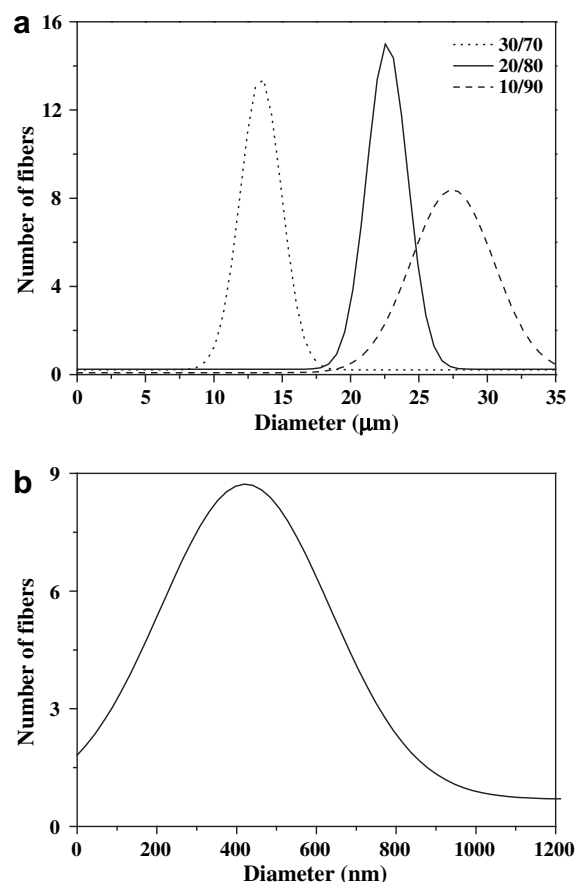 a
16
12
8
4
0
Number of fibers
30/70
20/80
10/90
0 5 10 15 20 25 30 35
Diameter (μm)
b
9
6
3
0
Number of fibers
0 200 400 600 800 1000 1200
Diameter (nm)